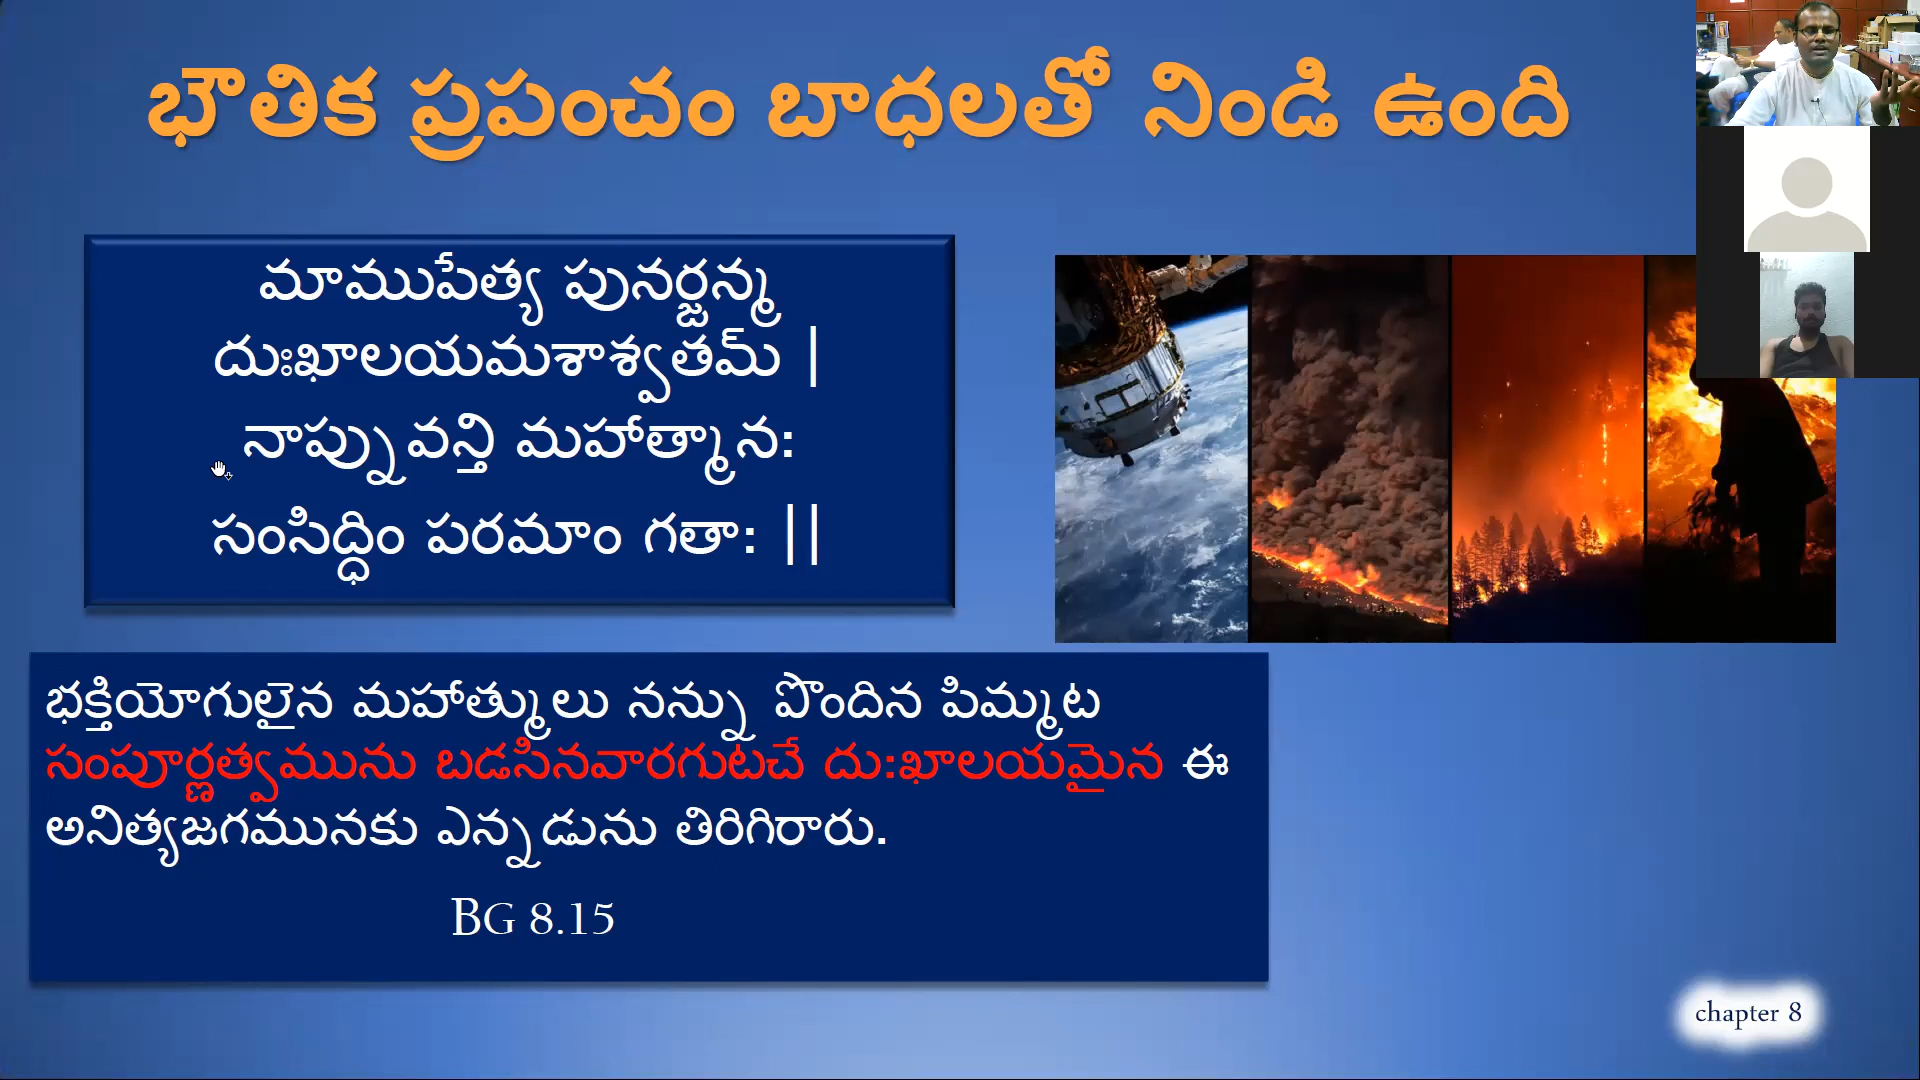 భౌతిక ప్రపంచం బాధలతో నిండి ఉంది
మాముపేత్య పునర్జన్మ
దుఃఖాలయమశాశ్వతమ్ |
నాప్నువన్తి మహాత్మాన:
సంసిద్ధిం పరమాం గతా: ||
భక్తియోగులైన మహాత్ములు నన్ను పొందిన పిమ్మట
సంపూర్ణత్వమును బడసినవారగుటచే దు:ఖాలయమైన ఈ
అనిత్యజగమునకు ఎన్నడును తిరిగిరారు.
BG 8.15
chapter 8